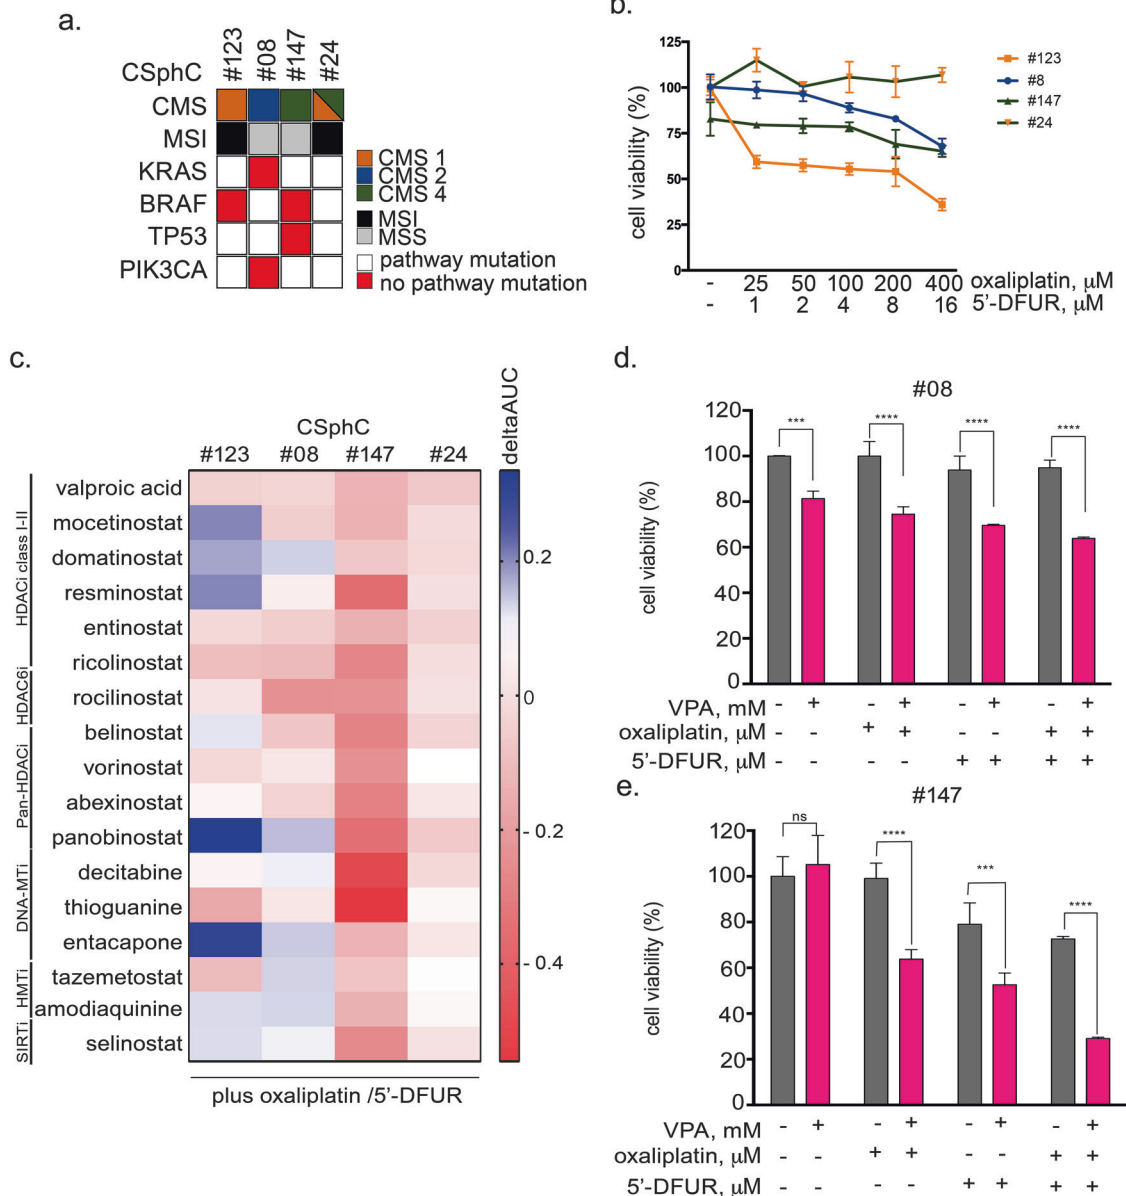 a.
CSphC #123 #08 #147 #24
CMS
MSI
KRAS
BRAF
TP53
PIK3CA
CMS 1
CMS 2
CMS 4
MSI
MSS
pathway mutation
no pathway mutation
b.
cell viability (%)
125
100
75
50
25
0
#123
#8
#147
#24
- 25 50 100 200 400 oxaliplatin, μM
- 1 2 4 8 16 5'-DFUR, μM
c.
CSphC
#123 #08 #147 #24
HDACi class I-II
HDAC6i
Pan-HDACi
DNA-MTi
HMTi
SIRTi
valproic acid
mocetinostat
domatinostat
resminostat
entinostat
ricolinostat
rocilinostat
belinostat
vorinostat
abexinostat
panobinostat
decitabine
thioguanine
entacapone
tazemetostat
amodiaquinine
selinostat
plus oxaliplatin /5'-DFUR
deltaAUC
0.2
0
- 0.2
- 0.4
d.
#08
cell viability (%)
120
100
80
60
40
20
0
*** **** **** ****
VPA, mM - + - + - + - +
oxaliplatin, μM - - + + - - + +
5'-DFUR, μM - - - - + + + +
e.
#147
cell viability (%)
120
100
80
60
40
20
0
ns **** *** ****
VPA, mM - + - + - + - +
oxaliplatin, μM - - + + - - + +
5'-DFUR, μM - - - - + + + +